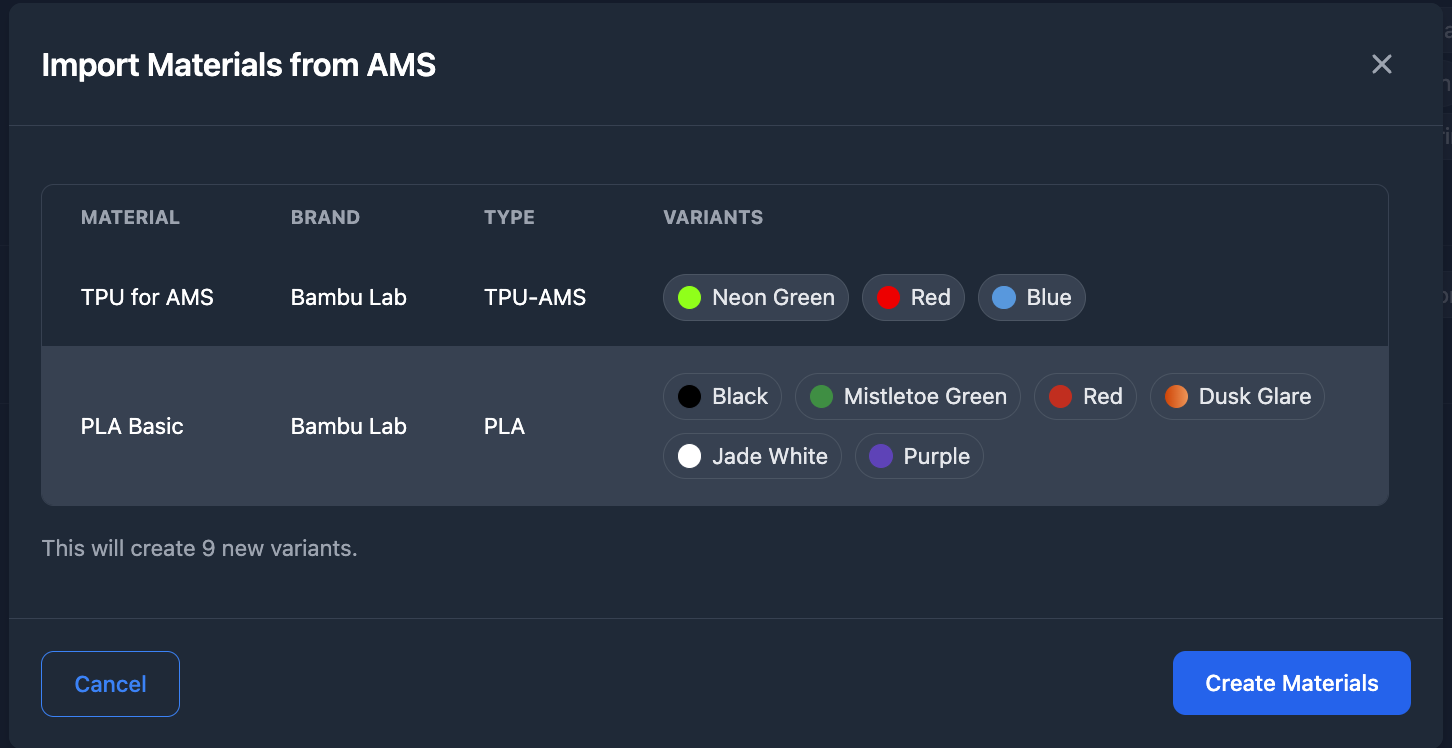 Import Materials from AMS
MATERIAL BRAND TYPE VARIANTS
TPU for AMS Bambu Lab TPU-AMS Neon Green Red Blue
PLA Basic Bambu Lab PLA Black Mistletoe Green Red Dusk Glare
Jade White Purple
This will create 9 new variants.
Cancel Create Materials